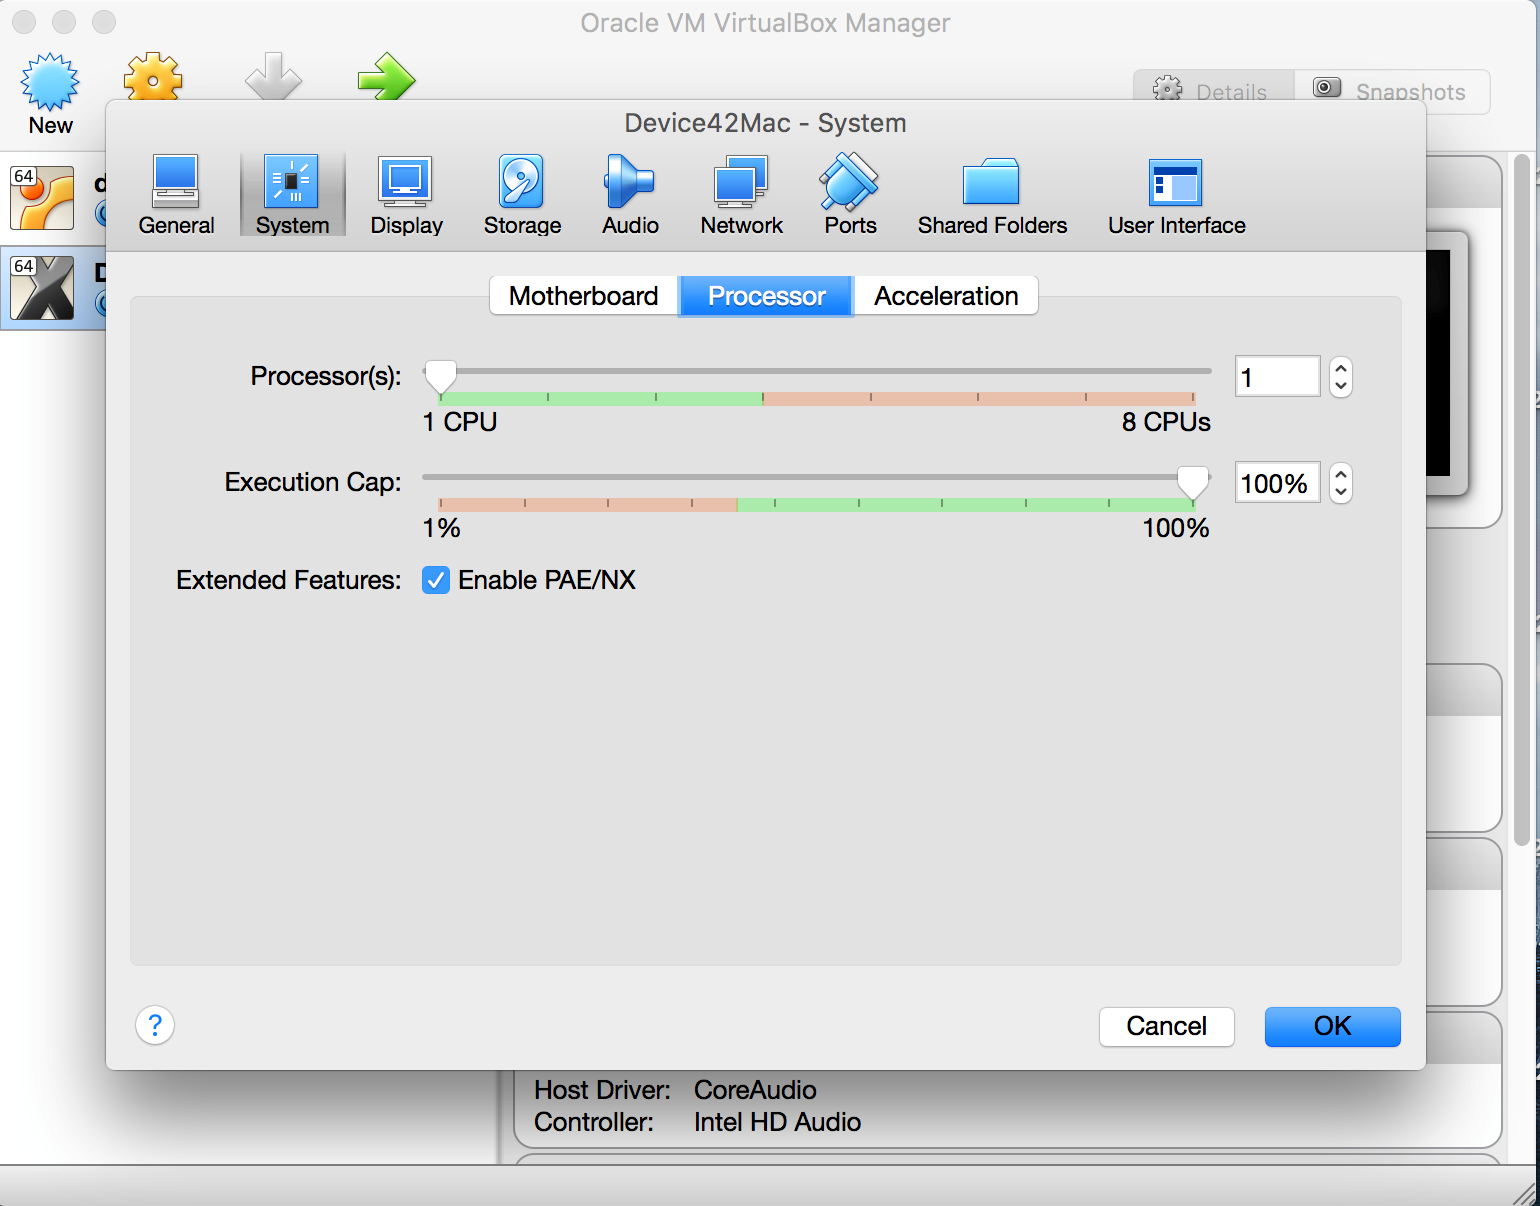 Oracle VM VirtualBox Manager
New
Details
Snapshots
Device42Mac - System
64
d
64
D
General
System
Display
Storage
Audio
Network
Ports
Shared Folders
User Interface
Motherboard
Processor
Acceleration
Processor(s):
1
1 CPU
8 CPUs
Execution Cap:
100%
1%
100%
Extended Features:
Enable PAE/NX
?
Cancel
OK
Host Driver: CoreAudio
Controller: Intel HD Audio